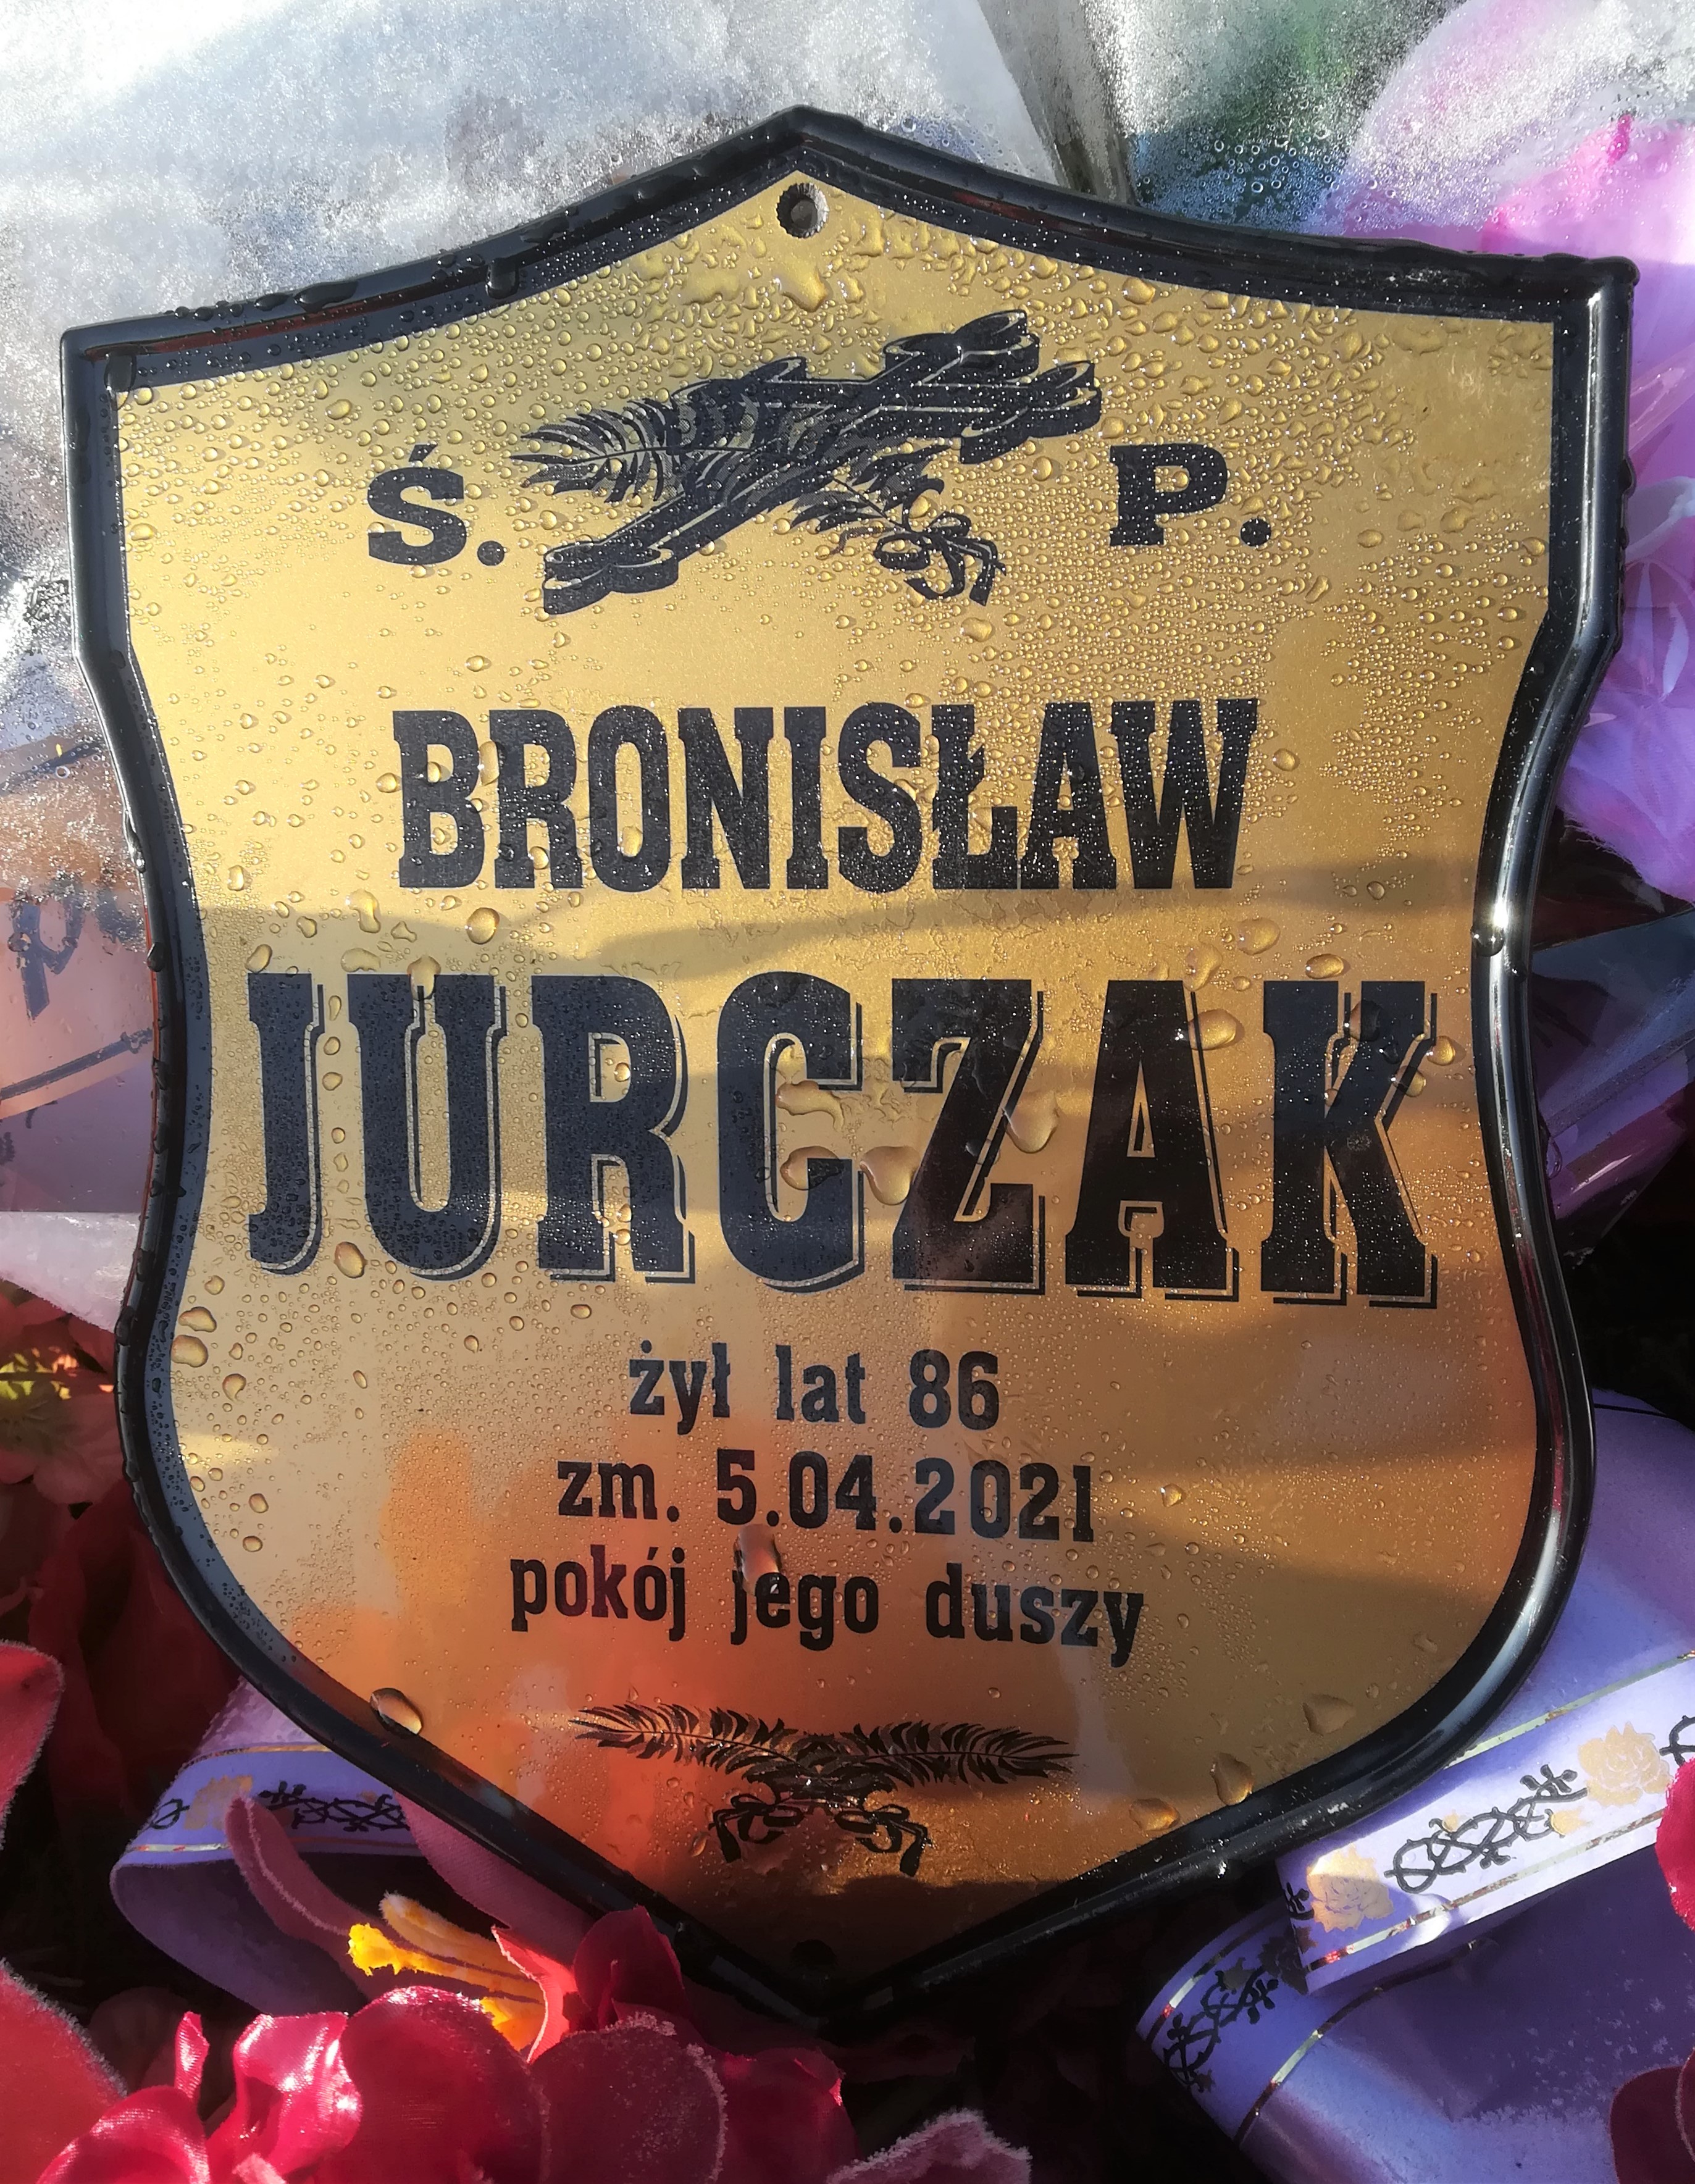 Ś. P.
BRONISŁAW
JURCZAK
żył lat 86
zm. 5.04.2021
pokój jego duszy